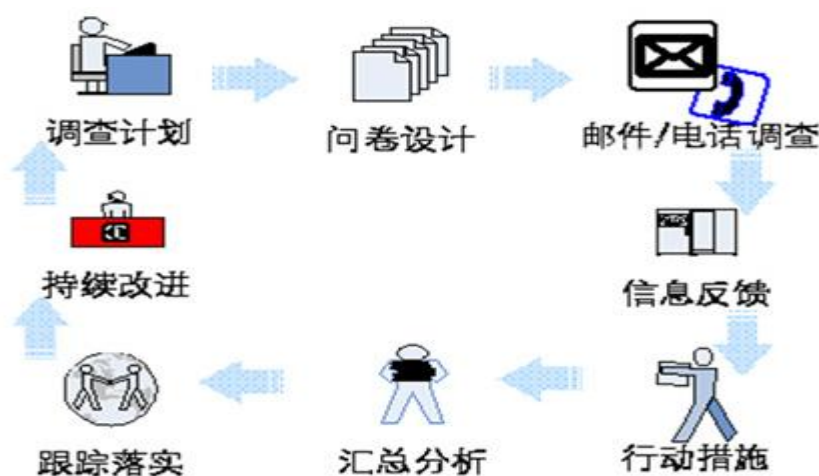 调查计划
问卷设计
邮件/电话调查
信息反馈
行动措施
汇总分析
跟踪落实
持续改进